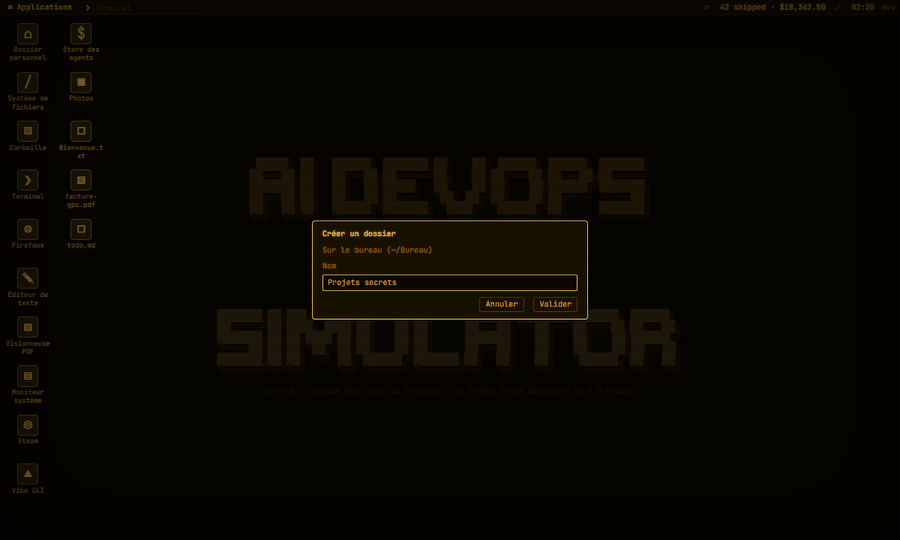 ≡ Applications
❯ Terminal
42 shipped · $18,342.50
02:20 deo
Dossier
personnel
Store des
agents
Système de
fichiers
Photos
Corbeille
Bienvenue.t
xt
Terminal
facture-
gpu.pdf
Firefaux
todo.md
Éditeur de
texte
Visionneuse
PDF
Moniteur
système
Steam
Vibe CLI
AI DEVOPS
SIMULATOR
Créer un dossier
Sur le bureau (~/Bureau)
Nom
Projets secrets
Annuler
Valider